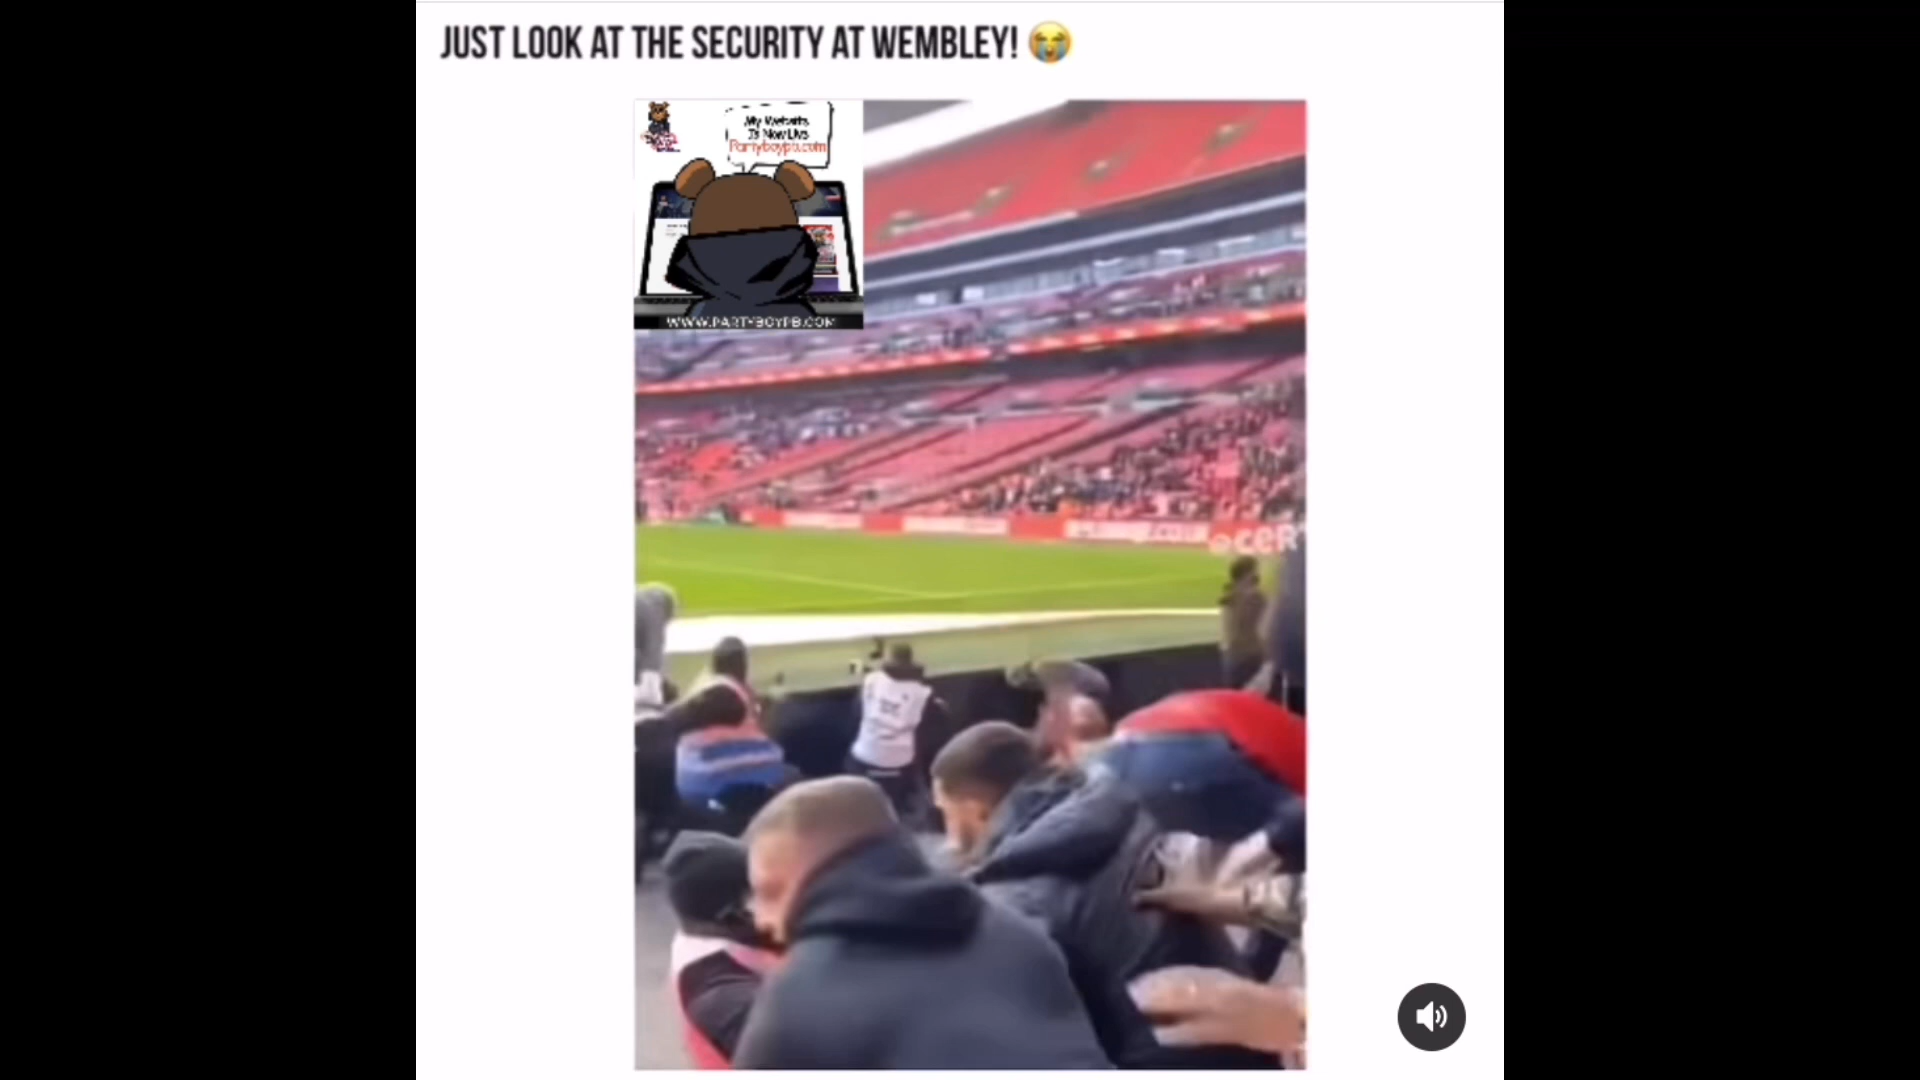 JUST LOOK AT THE SECURITY AT WEMBLEY! 😭
My Website
Is Now Live
Partyboypb.com
WWW.PARTYBOYPB.COM